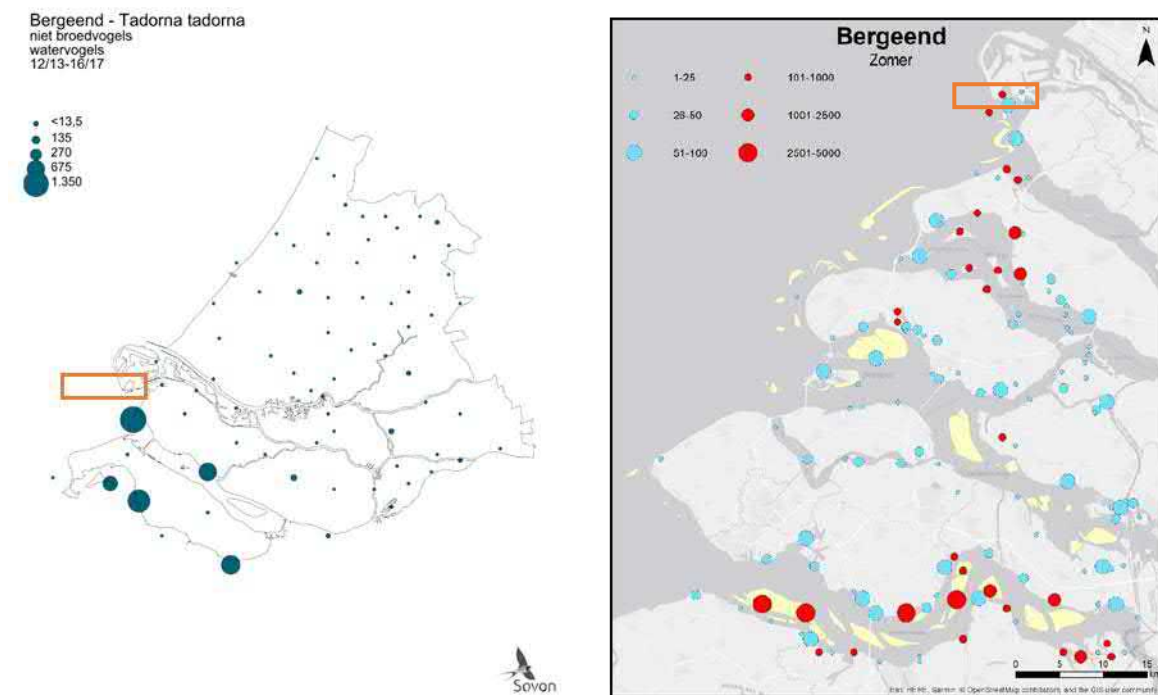 Bergeend - Tadorna tadorna
niet broedvogels
watervogels
12/13-16/17
<13,5
135
270
675
1.350
Sovon
Bergeend
Zomer
N
1-25
101-1000
26-50
1001-2500
51-100
2501-5000
0 5 10 15
km